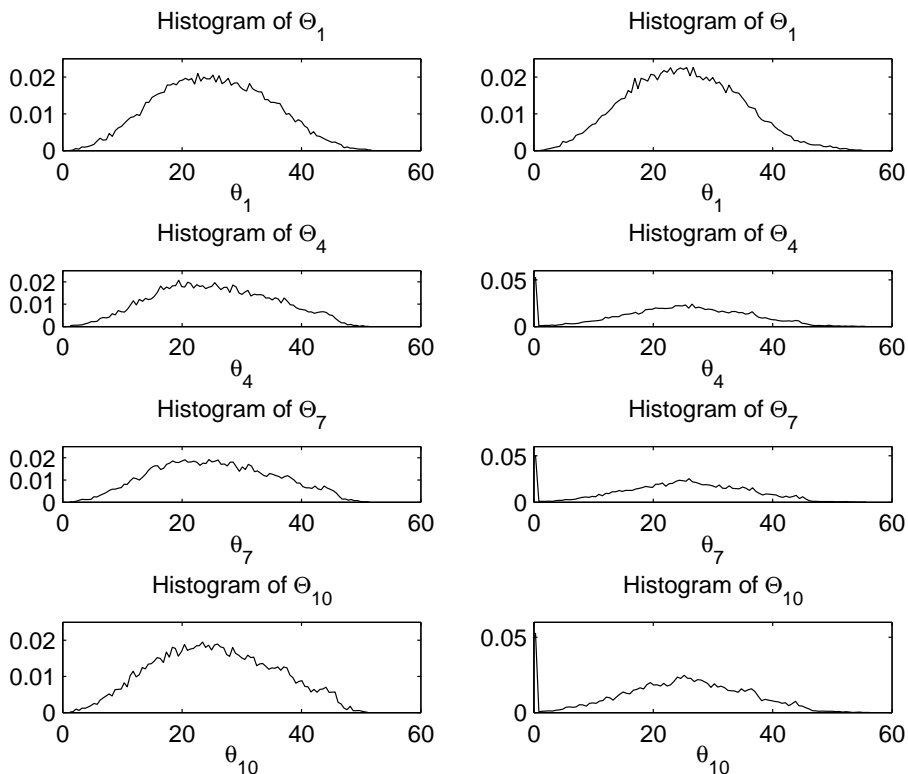 Histogram of Θ₁
0.02
0.01
0
0 20 40 60
θ₁
Histogram of Θ₁
0.02
0.01
0
0 20 40 60
θ₁
Histogram of Θ₄
0.02
0.01
0
0 20 40 60
θ₄
Histogram of Θ₄
0.05
0
0 20 40 60
θ₄
Histogram of Θ₇
0.02
0.01
0
0 20 40 60
θ₇
Histogram of Θ₇
0.05
0
0 20 40 60
θ₇
Histogram of Θ₁₀
0.02
0.01
0
0 20 40 60
θ₁₀
Histogram of Θ₁₀
0.05
0
0 20 40 60
θ₁₀